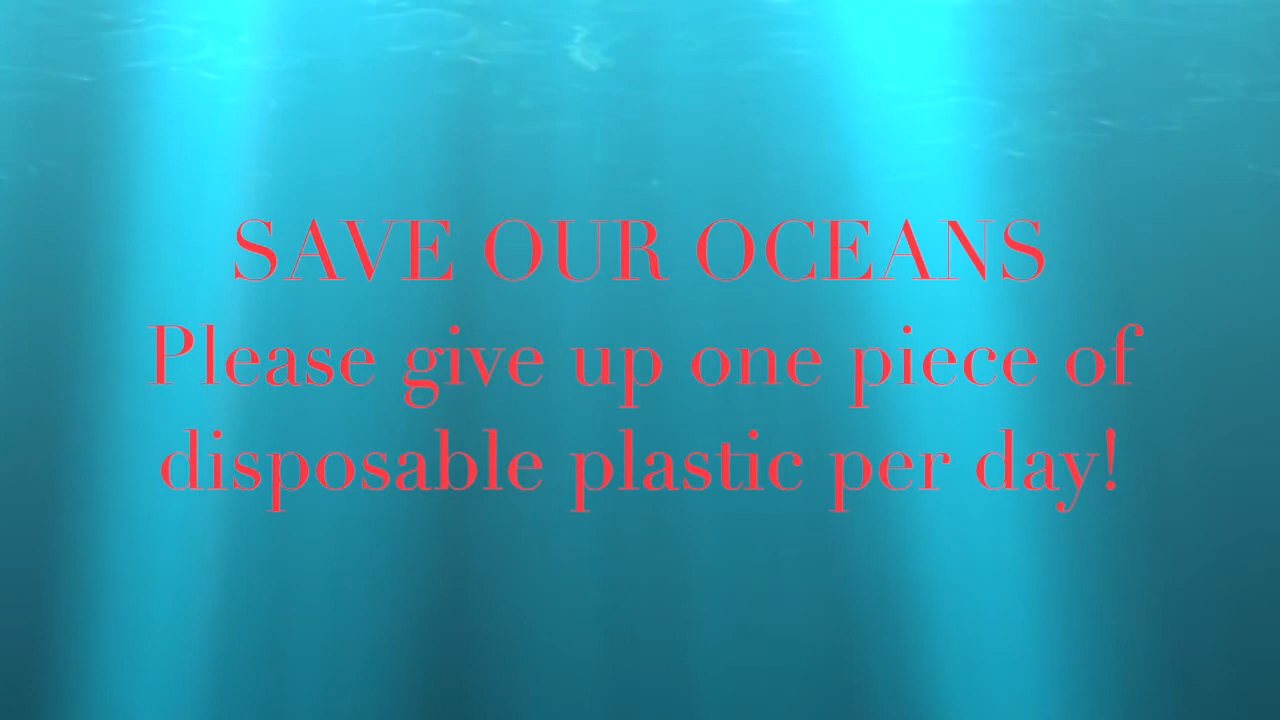 SAVE OUR OCEANS
Please give up one piece of
disposable plastic per day!